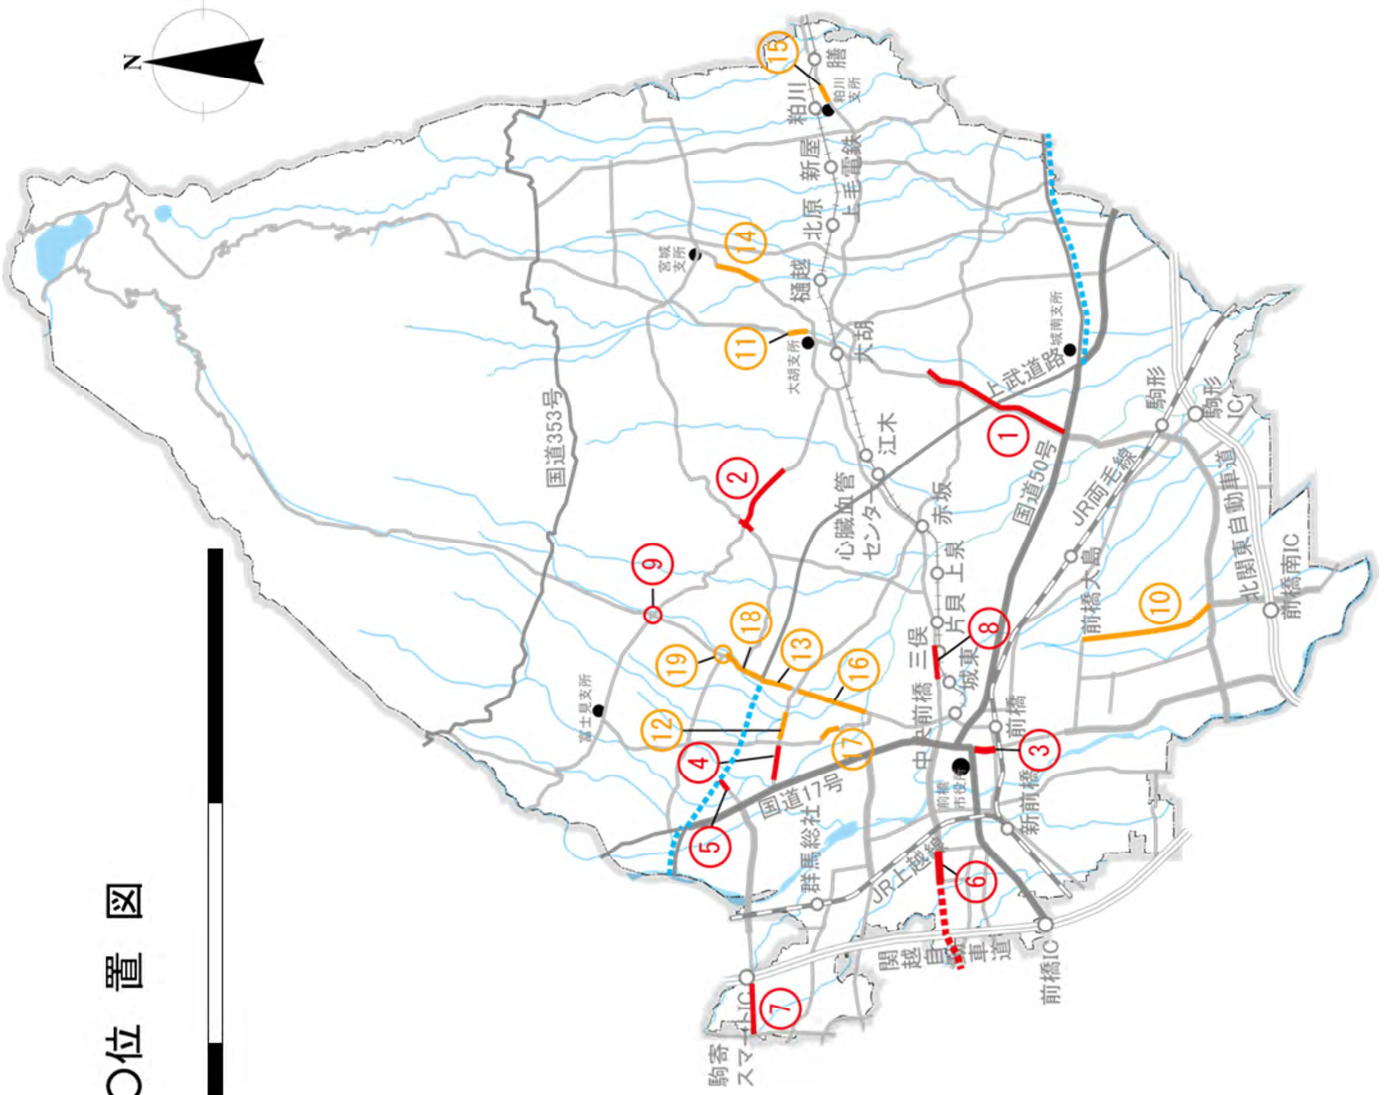 ○位置図
N
国道353号
国道17号
国道50号
上武道路
JR両毛線
JR上越線
関越自動車道
北関東自動車道
上毛電鉄
駒寄
スマートIC
前橋IC
前橋南IC
駒形
IC
駒形
前橋大島
前橋
新前橋
群馬総社
中央前橋
城東
三俣
片貝
上泉
赤坂
心臓血管
センター
江木
大胡
樋越
北原
新屋
粕川
膳
富士見支所
宮城
支所
大胡支所
粕川
支所
城南支所
前橋
市役所
1
2
3
4
5
6
7
8
9
10
11
12
13
14
15
16
17
18
19